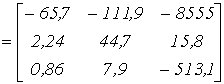 = [ -65,7 -111,9 -8555
2,24 44,7 15,8
0,86 7,9 -513,1 ]